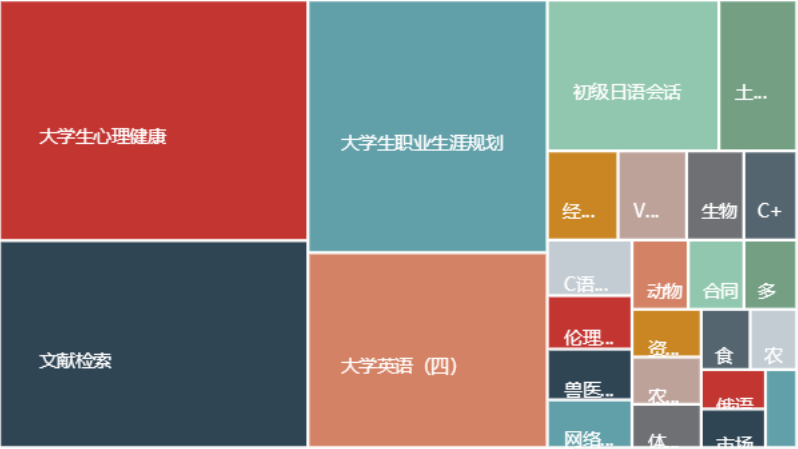 大学生心理健康
大学生职业生涯规划
初级日语会话
土...
经...
V...
生物
C+
文献检索
大学英语（四）
C语...
动物
合同
多
伦理...
资...
食
农
兽医...
农...
俄语
网络...
体...
市场